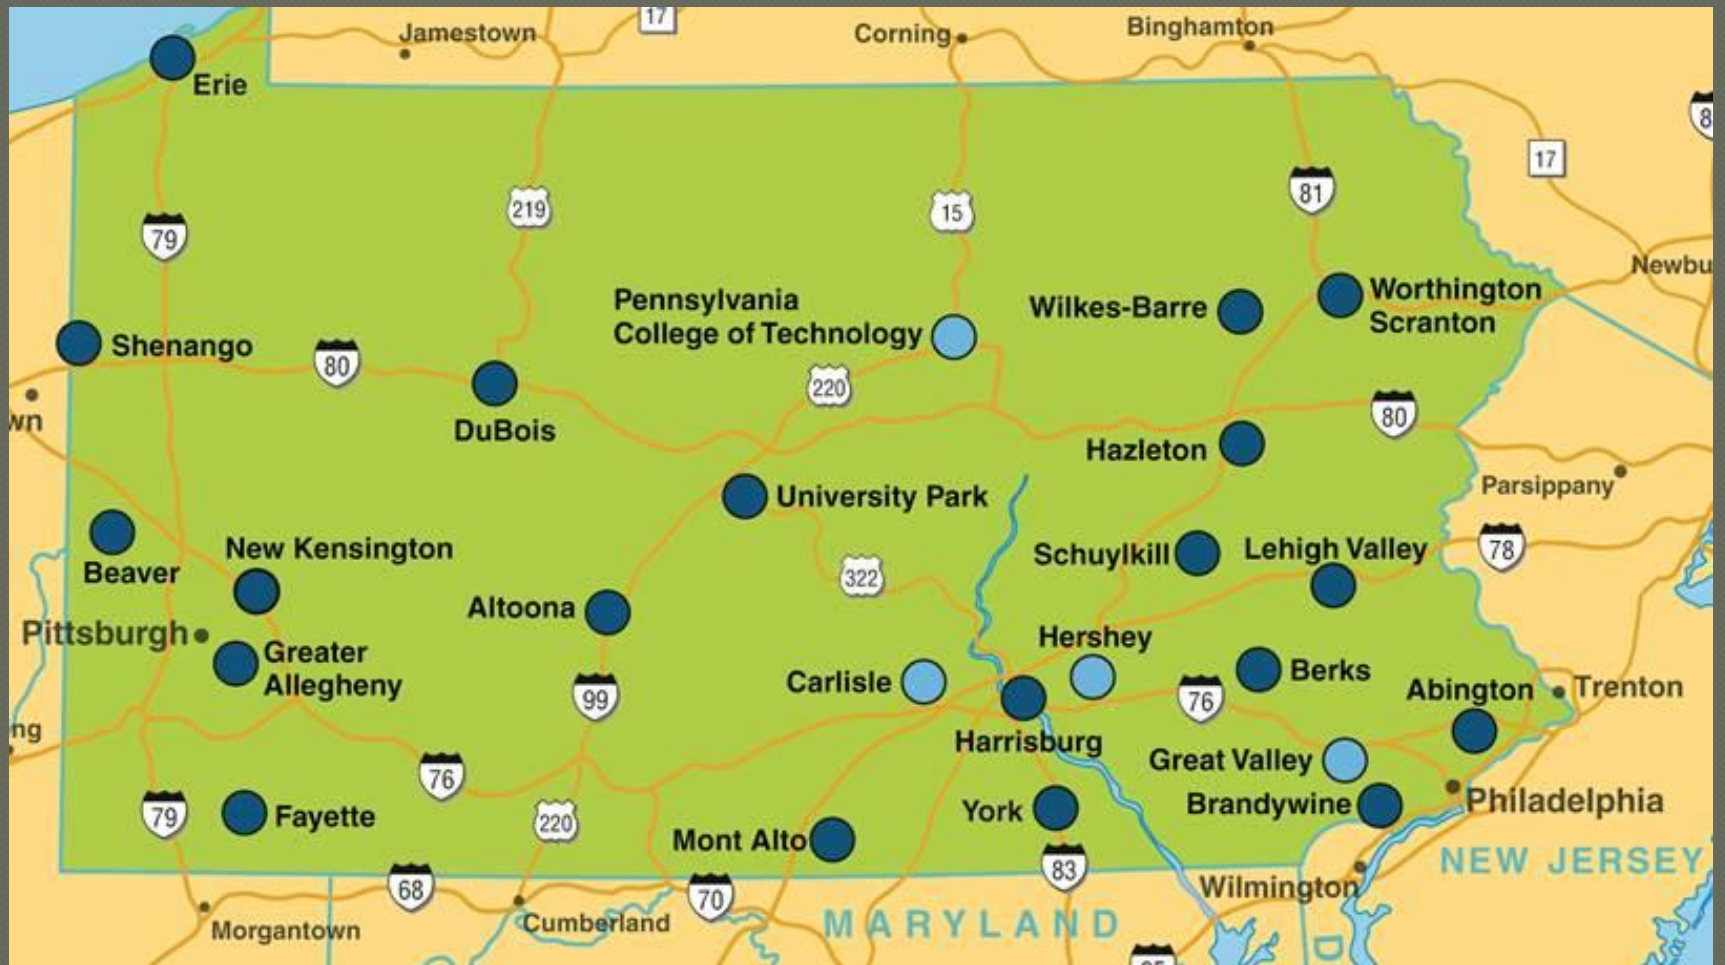 17
Jamestown
Corning
Binghamton
Erie
17
219
15
81
79
Newbu
Pennsylvania
College of Technology
Wilkes-Barre
Worthington
Scranton
Shenango
80
220
80
wn
DuBois
Hazleton
University Park
Parsippany
New Kensington
Beaver
322
Schuylkill
Lehigh Valley
78
Altoona
Pittsburgh
Hershey
Greater
Allegheny
Carlisle
99
76
Berks
Abington
Trenton
ng
Harrisburg
76
Great Valley
Brandywine
Philadelphia
79
Fayette
220
Mont Alto
York
83
NEW JERSEY
68
70
Wilmington
Morgantown
Cumberland
MARYLAND
D